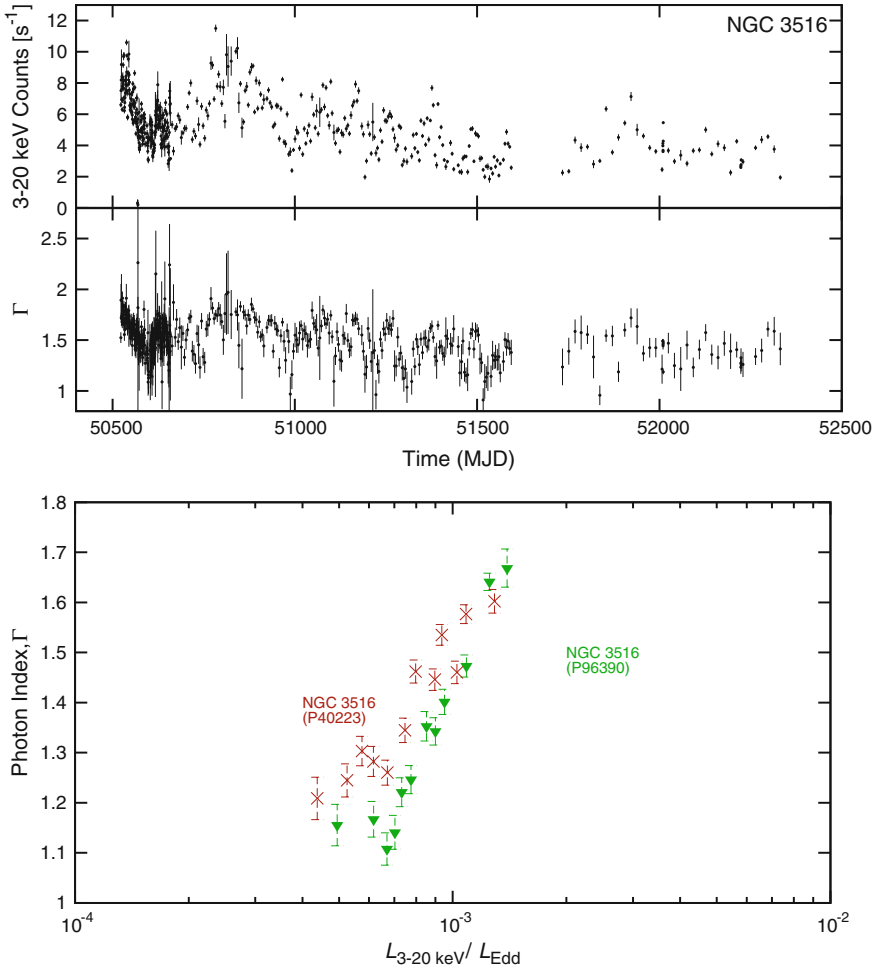 12
10
8
6
4
2
0
3-20 keV Counts [s⁻¹]
NGC 3516
2.5
2
1.5
1
Γ
50500 51000 51500 52000 52500
Time (MJD)
1.8
1.7
1.6
1.5
1.4
1.3
1.2
1.1
1
Photon Index, Γ
NGC 3516
(P96390)
NGC 3516
(P40223)
10⁻⁴ 10⁻³ 10⁻²
L3-20 keV/ LEdd